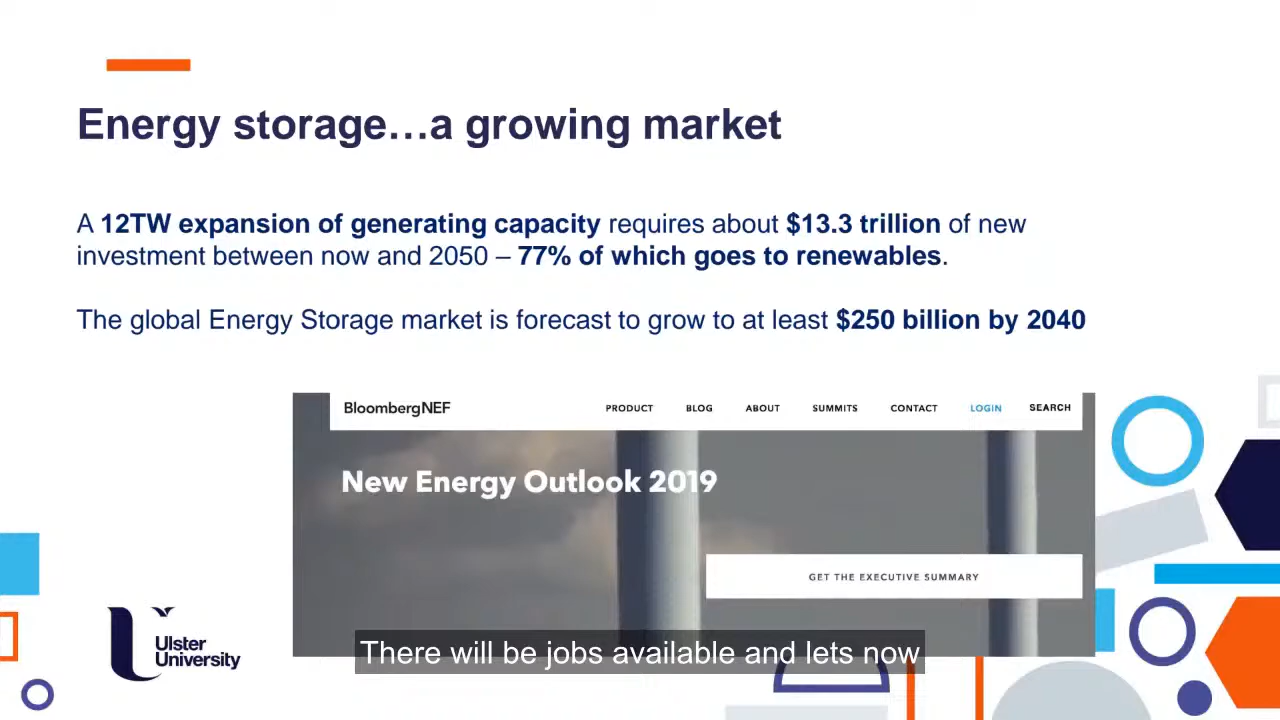 Energy storage…a growing market
A 12TW expansion of generating capacity requires about $13.3 trillion of new
investment between now and 2050 – 77% of which goes to renewables.
The global Energy Storage market is forecast to grow to at least $250 billion by 2040
BloombergNEF PRODUCT BLOG ABOUT SUMMITS CONTACT LOGIN SEARCH
New Energy Outlook 2019
GET THE EXECUTIVE SUMMARY
Ulster
University
There will be jobs available and lets now